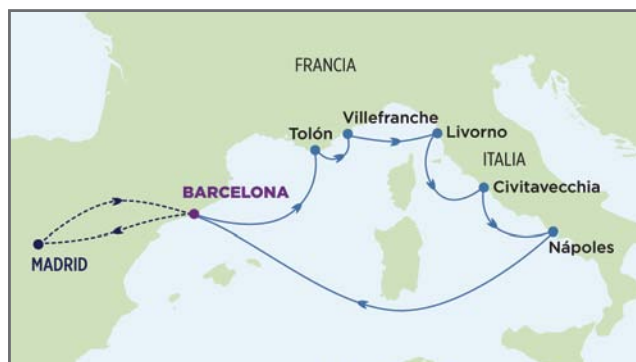 FRANCIA
Villefranche
Tolón
Livorno
ITALIA
BARCELONA
Civitavecchia
MADRID
Nápoles